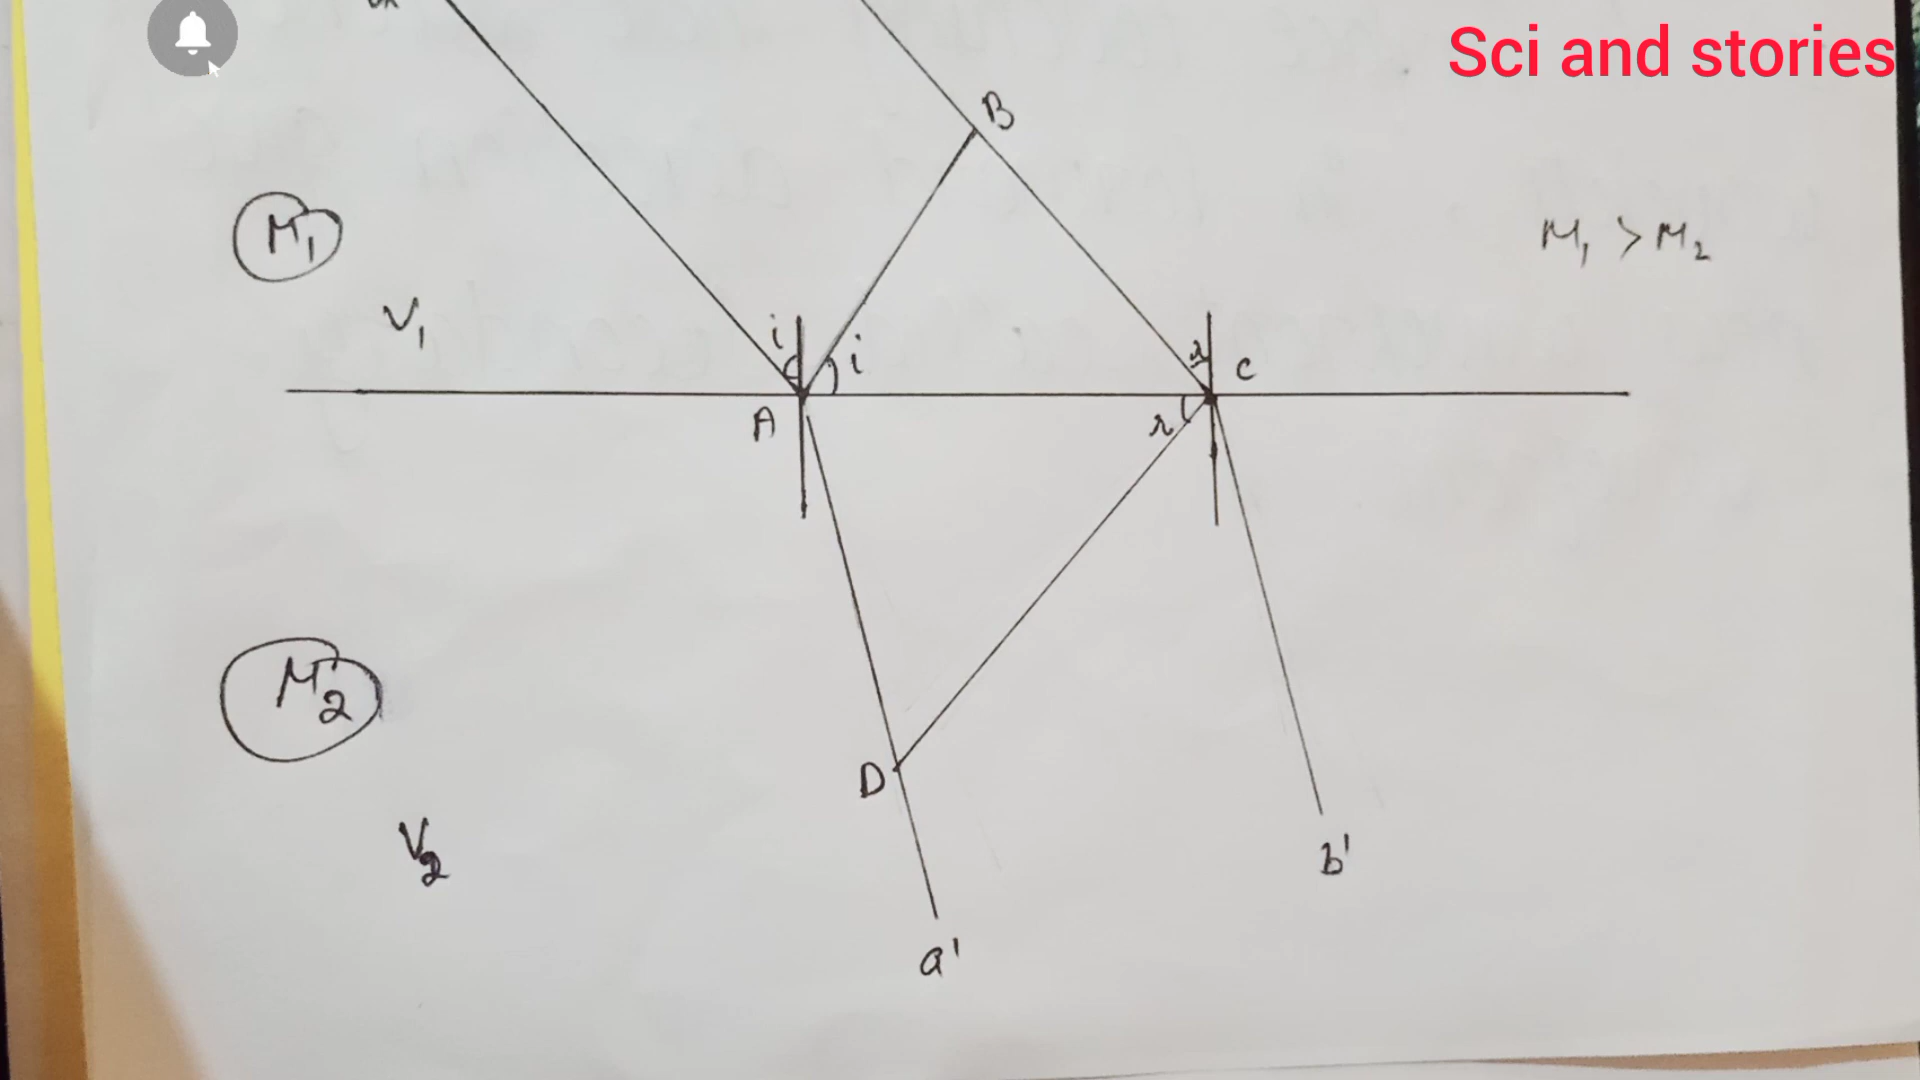 Sci and stories
B
M₁
M₁ > M₂
V₁
i
i
r
C
A
r
M₂
D
V₂
b'
a'